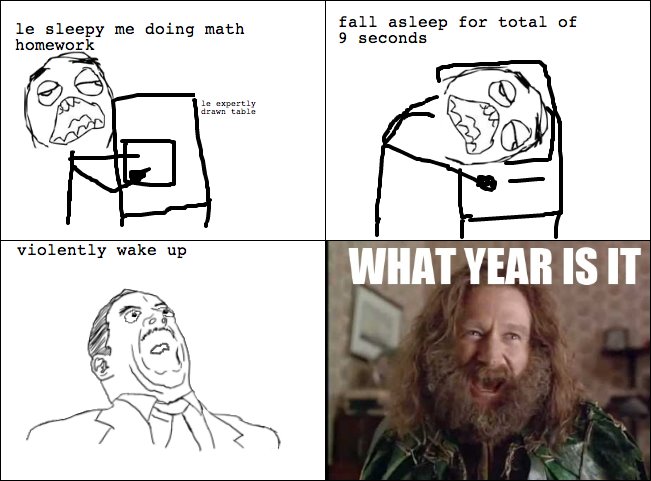 le sleepy me doing math
homework
le expertly
drawn table
fall asleep for total of
9 seconds
violently wake up
WHAT YEAR IS IT